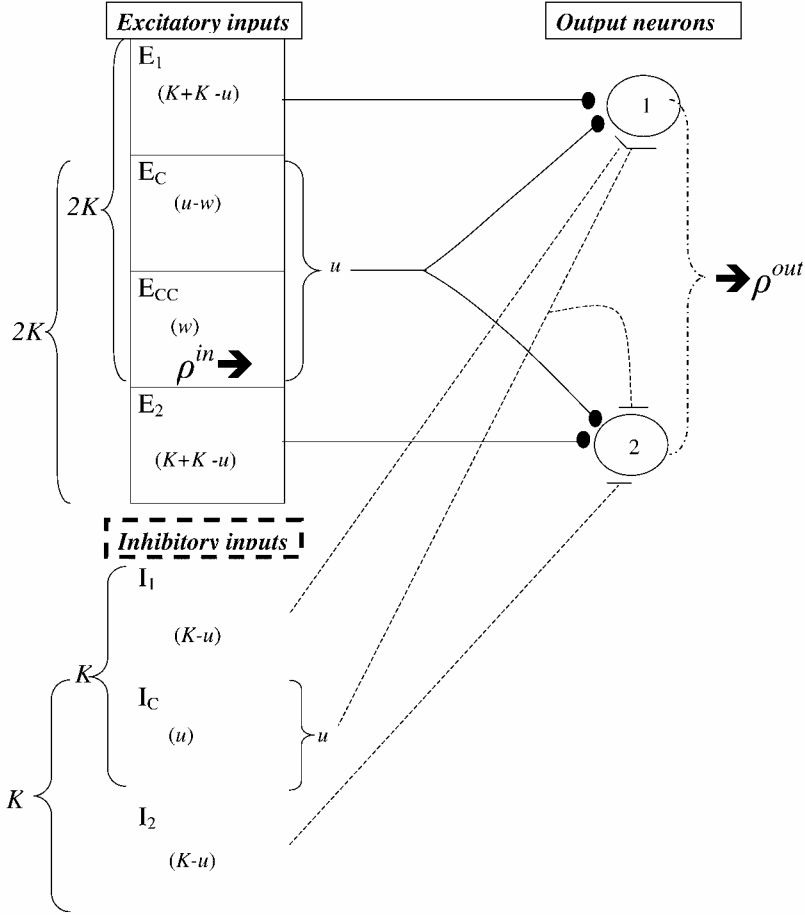 Excitatory inputs
Output neurons
E1
(K+K -u)
1
EC
(u-w)
2K
u
ρout
ECC
(w)
2K
ρin
E2
(K+K -u)
2
Inhibitory inputs
I1
(K-u)
K
IC
(u)
u
K
I2
(K-u)